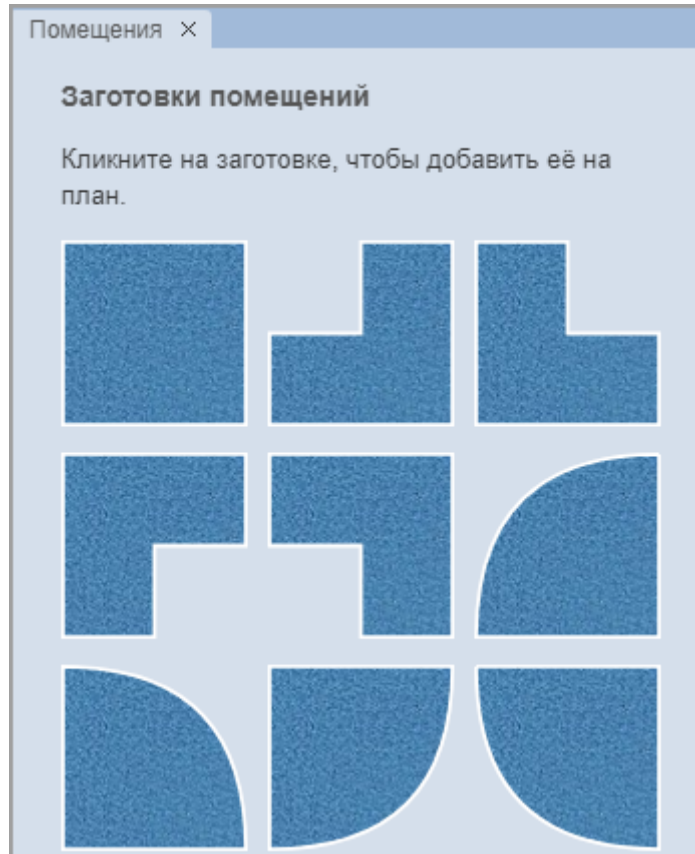 Помещения ×
Заготовки помещений
Кликните на заготовке, чтобы добавить её на
план.